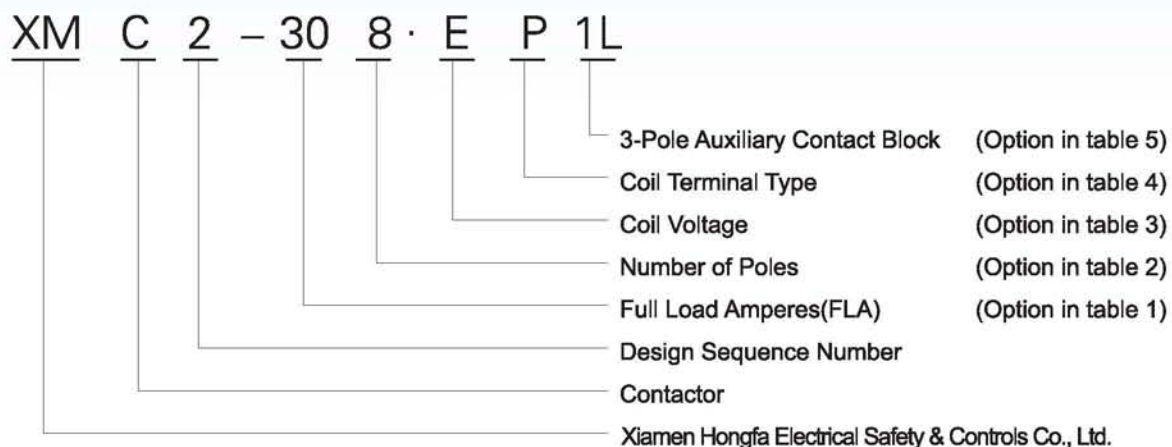 XM C 2 – 30 8 · E P 1L
3-Pole Auxiliary Contact Block (Option in table 5)
Coil Terminal Type (Option in table 4)
Coil Voltage (Option in table 3)
Number of Poles (Option in table 2)
Full Load Amperes(FLA) (Option in table 1)
Design Sequence Number
Contactor
Xiamen Hongfa Electrical Safety & Controls Co., Ltd.